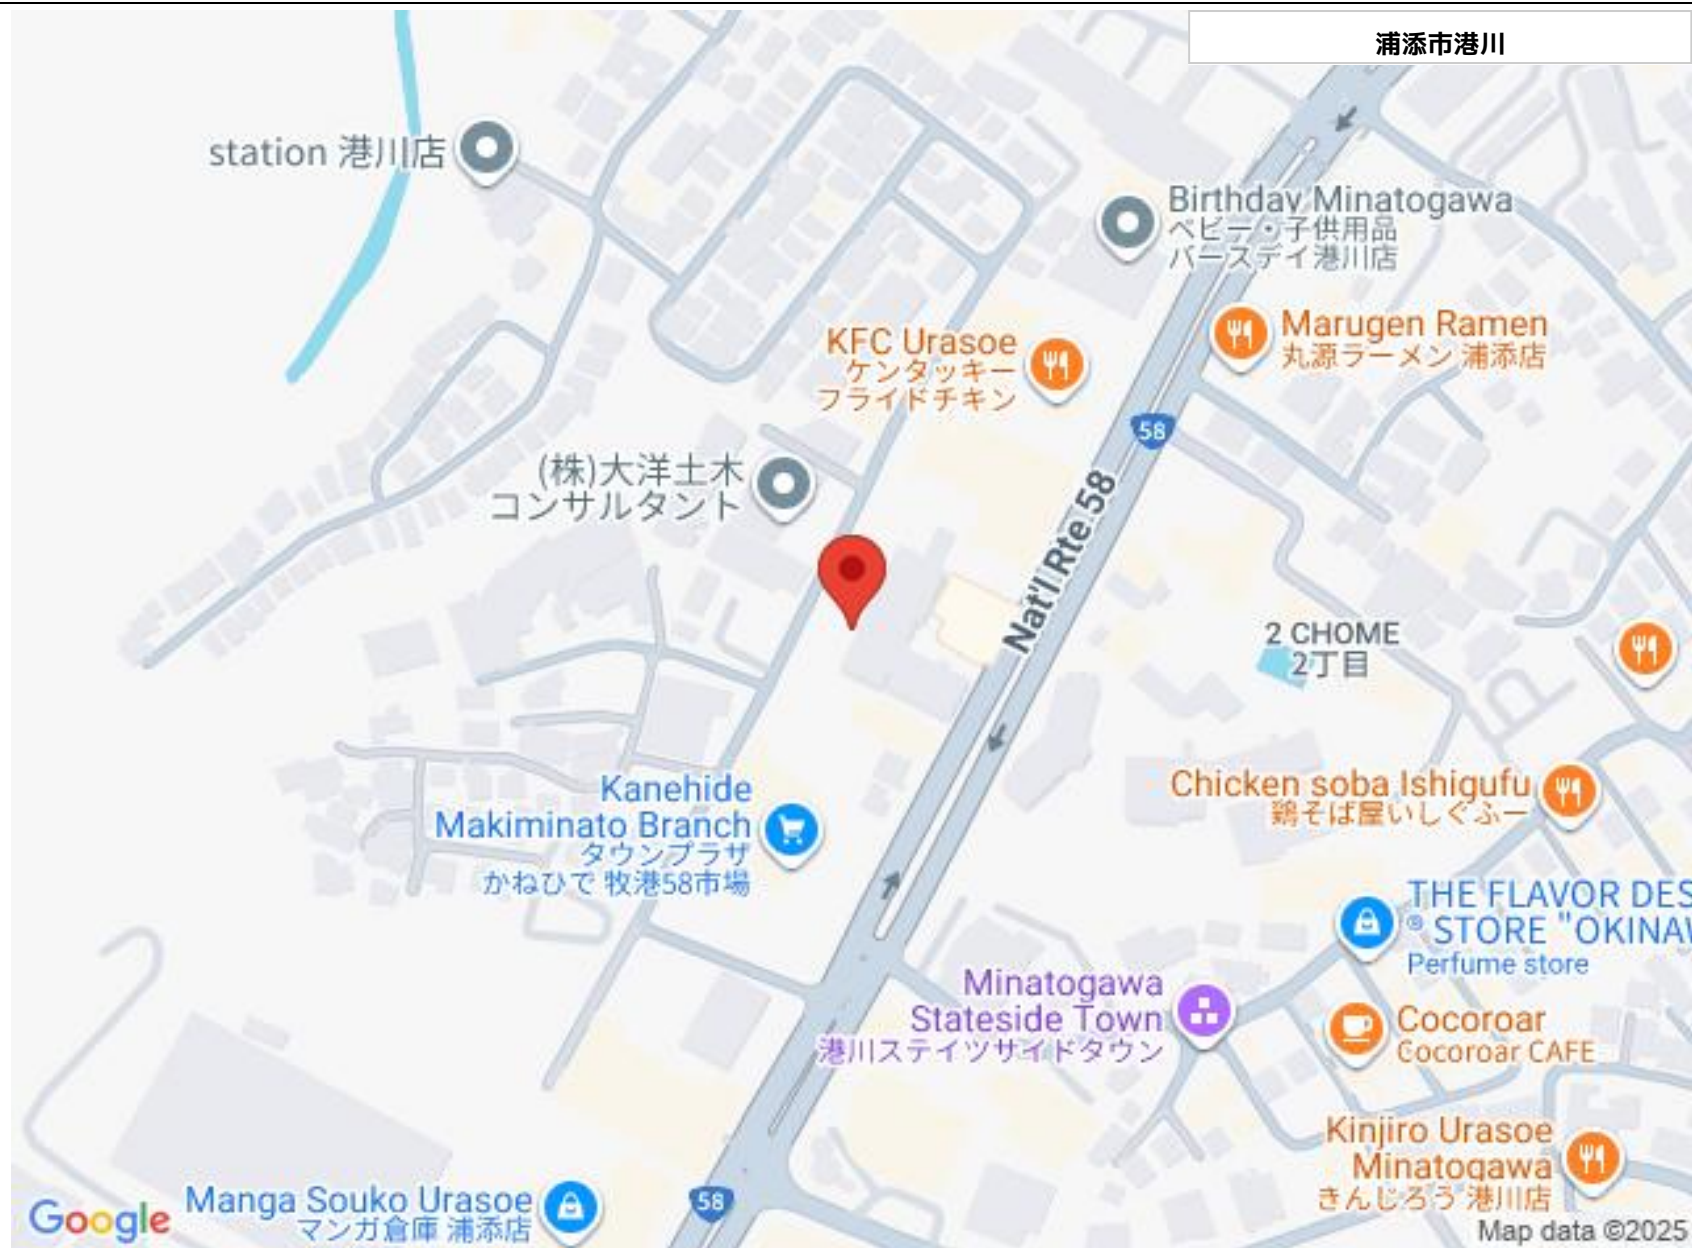 浦添市港川
station 港川店
Birthday Minatogawa
ベビー・子供用品
バースデイ港川店
KFC Urasoe
ケンタッキー
フライドチキン
Marugen Ramen
丸源ラーメン 浦添店
58
(株)大洋土木
コンサルタント
Nat'l Rte 58
2 CHOME
2丁目
Kanehide
Makiminato Branch
タウンプラザ
かねひで 牧港58市場
Chicken soba Ishigufu
鶏そば屋いしぐふー
THE FLAVOR DES
® STORE "OKINAW
Perfume store
Minatogawa
Stateside Town
港川ステイツサイドタウン
Cocoroar
Cocoroar CAFE
Kinjiro Urasoe
Minatogawa
きんじろう 港川店
Manga Souko Urasoe
マンガ倉庫 浦添店
58
Google
Map data ©2025